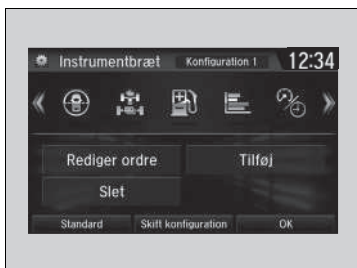 Instrumentbræt Konfiguration 1 12:34
Rediger ordre Tilføj
Slet
Standard Skift konfiguration OK